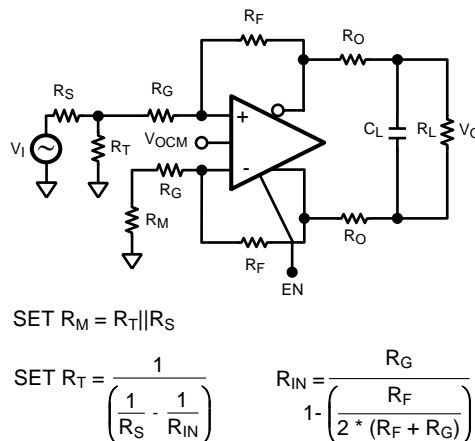 R_F
R_O
R_S
R_G
V_I
R_T
V_OCM
+
-
C_L
R_L
R_G
R_M
R_F
R_O
EN
SET R_M = R_T||R_S
SET R_T = 1 / (1/R_S - 1/R_IN)
R_IN = R_G / 1-(R_F / 2 * (R_F + R_G))